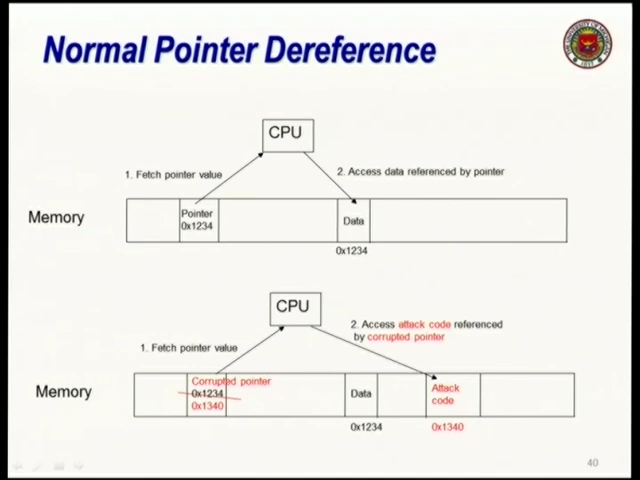 Normal Pointer Dereference
CPU
1. Fetch pointer value
2. Access data referenced by pointer
Memory
Pointer
0x1234
Data
0x1234
CPU
2. Access attack code referenced
by corrupted pointer
1. Fetch pointer value
Memory
Corrupted pointer
0x1234
0x1340
Data
Attack
code
0x1234
0x1340
40